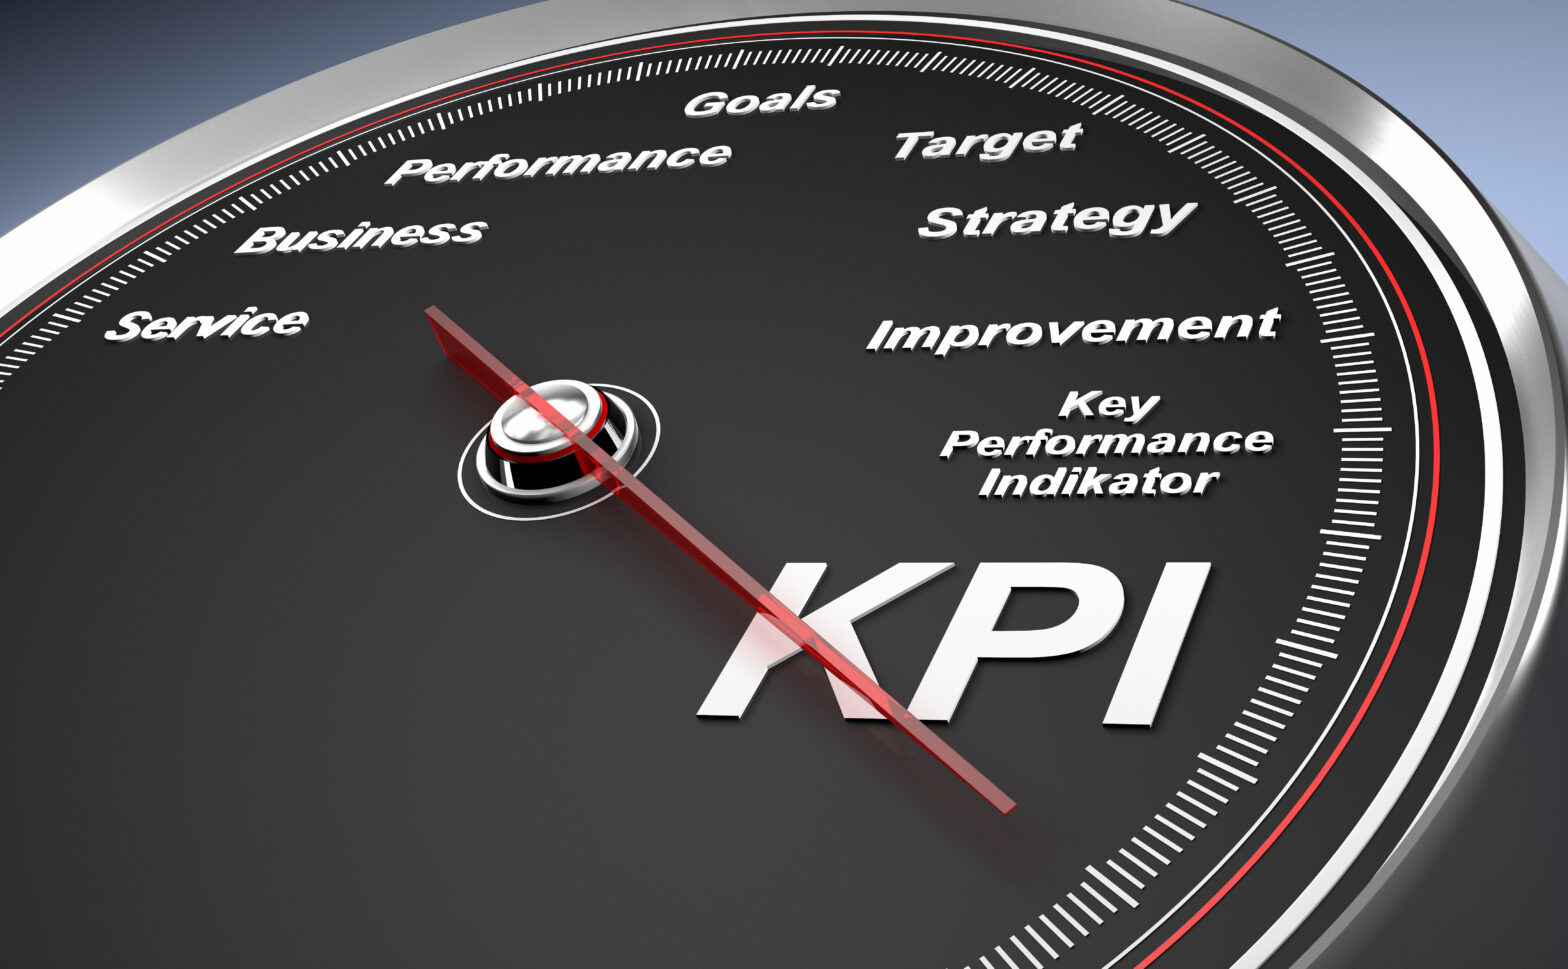 Service
Business
Performance
Goals
Target
Strategy
Improvement
Key
Performance
Indikator
KPI